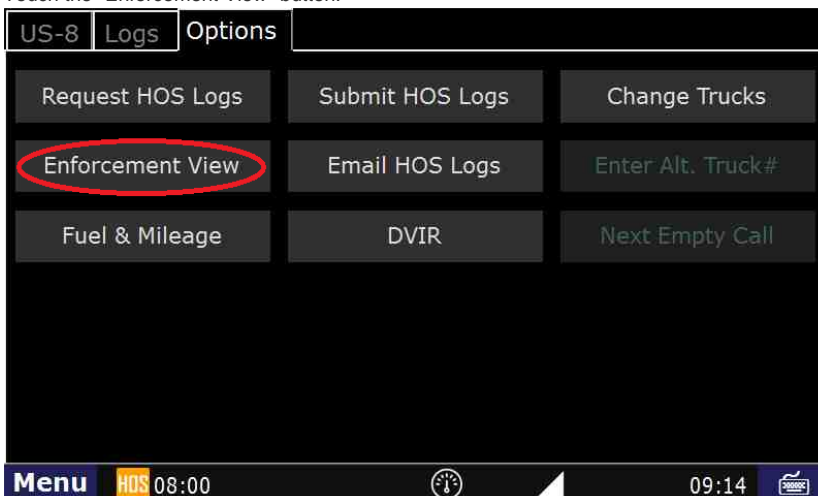 US-8 Logs Options
Request HOS Logs Submit HOS Logs Change Trucks
Enforcement View Email HOS Logs Enter Alt. Truck#
Fuel & Mileage DVIR Next Empty Call
Menu HOS 08:00 09:14